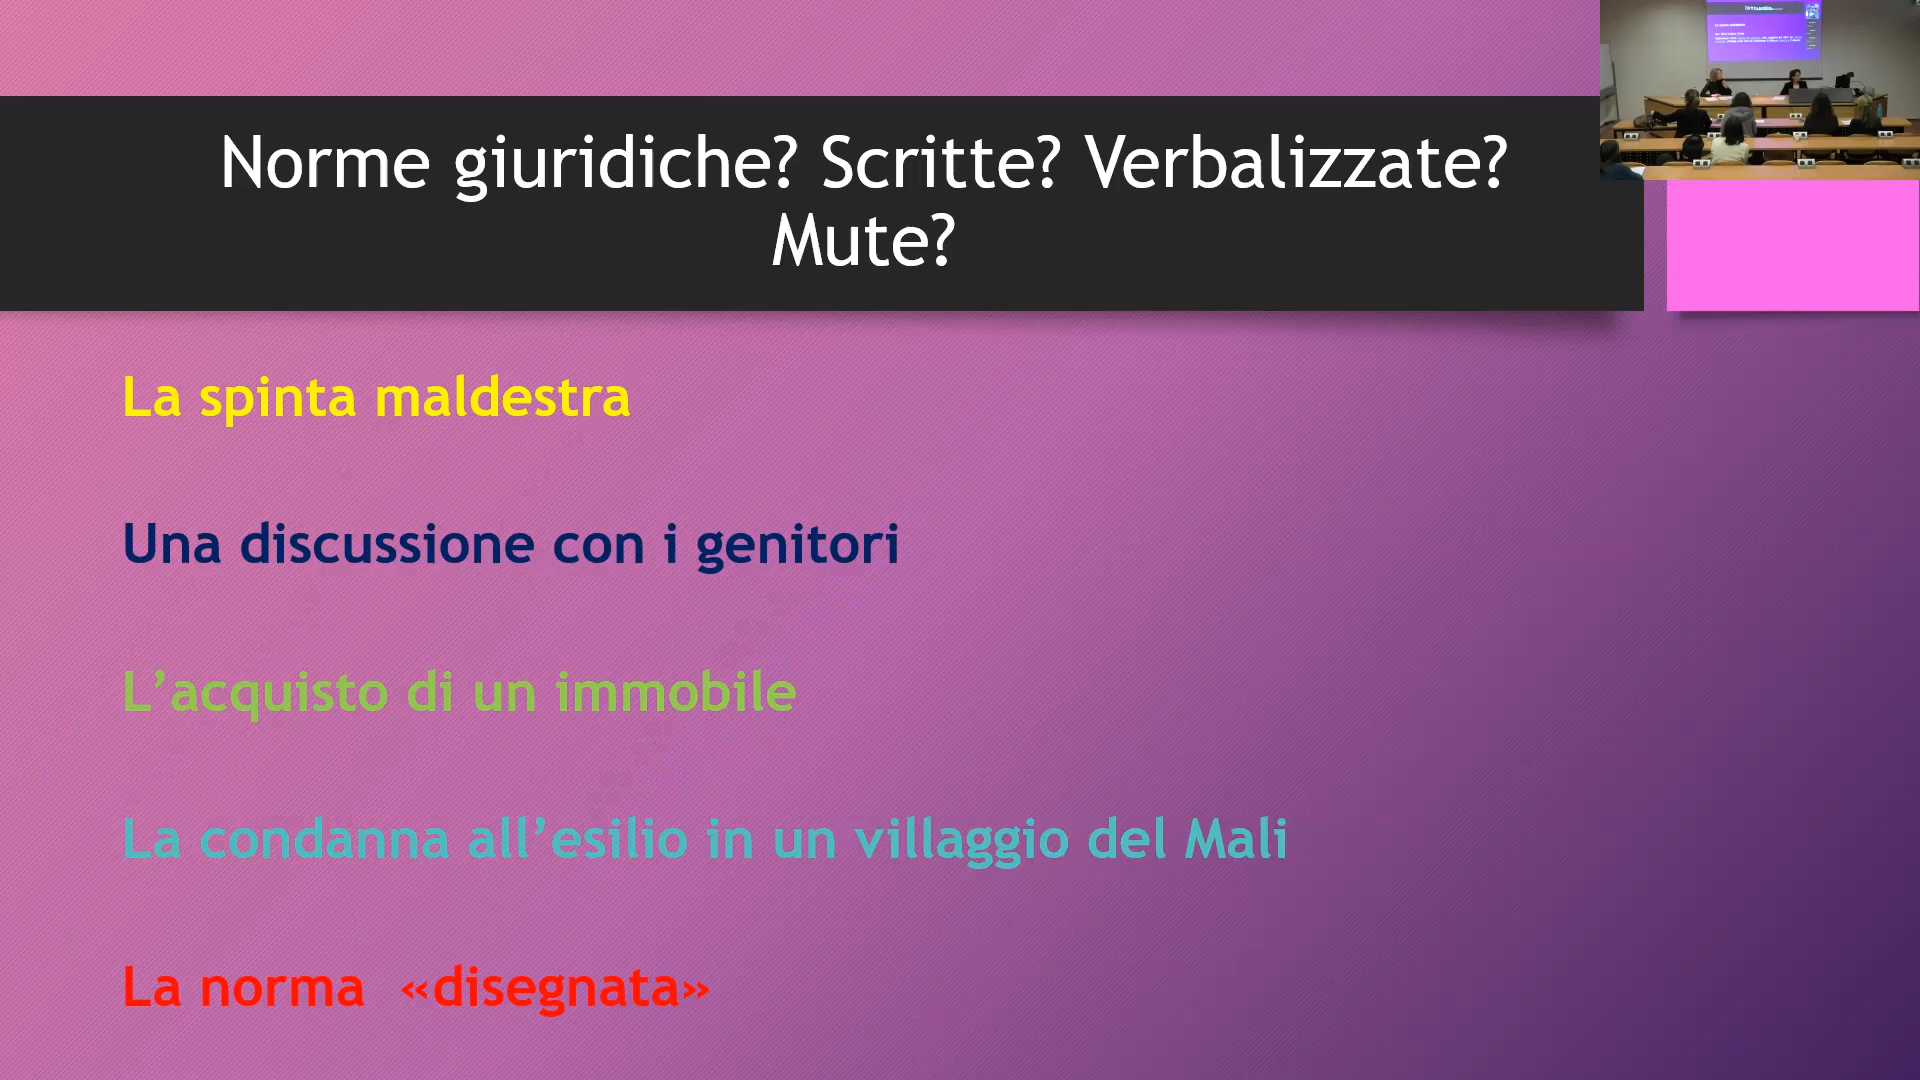 Norme giuridiche? Scritte? Verbalizzate?
Mute?
La spinta maldestra
Una discussione con i genitori
L’acquisto di un immobile
La condanna all’esilio in un villaggio del Mali
La norma «disegnata»